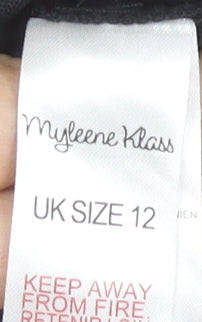 Myleene Klass
UK SIZE 12
KEEP AWAY
FROM FIRE